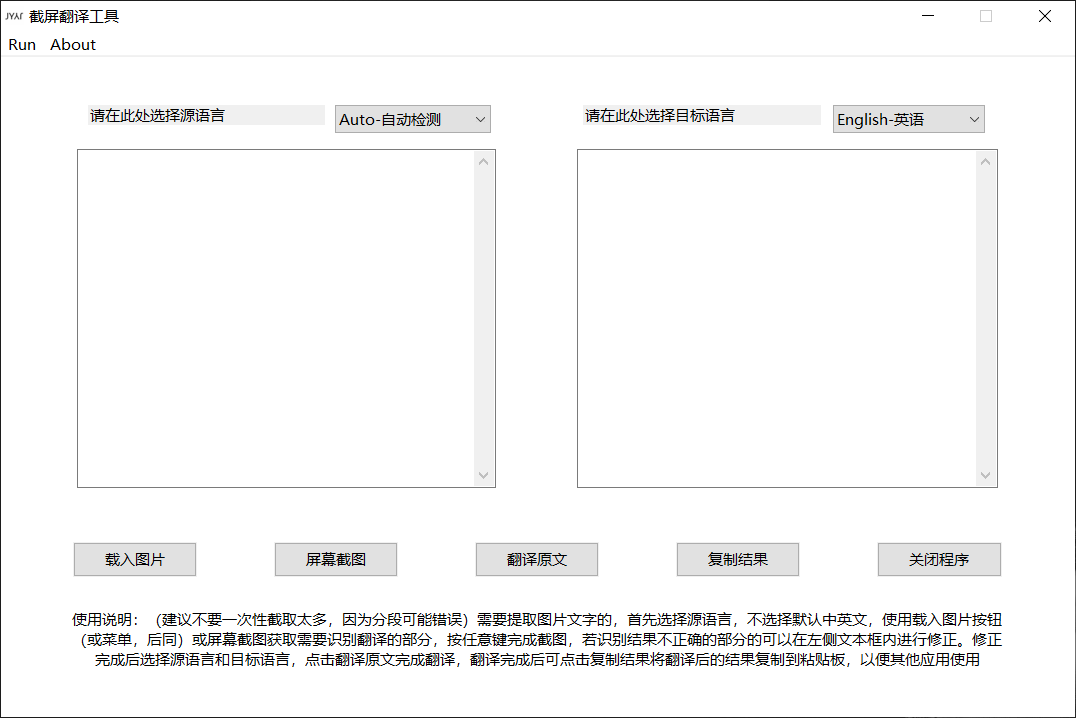 JYAY 截屏翻译工具
Run About
请在此处选择源语言 Auto-自动检测 请在此处选择目标语言 English-英语
载入图片 屏幕截图 翻译原文 复制结果 关闭程序
使用说明：（建议不要一次性截取太多，因为分段可能错误）需要提取图片文字的，首先选择源语言，不选择默认中英文，使用载入图片按钮
（或菜单，后同）或屏幕截图获取需要识别翻译的部分，按任意键完成截图，若识别结果不正确的部分的可以在左侧文本框内进行修正。修正
完成后选择源语言和目标语言，点击翻译原文完成翻译，翻译完成后可点击复制结果将翻译后的结果复制到粘贴板，以便其他应用使用